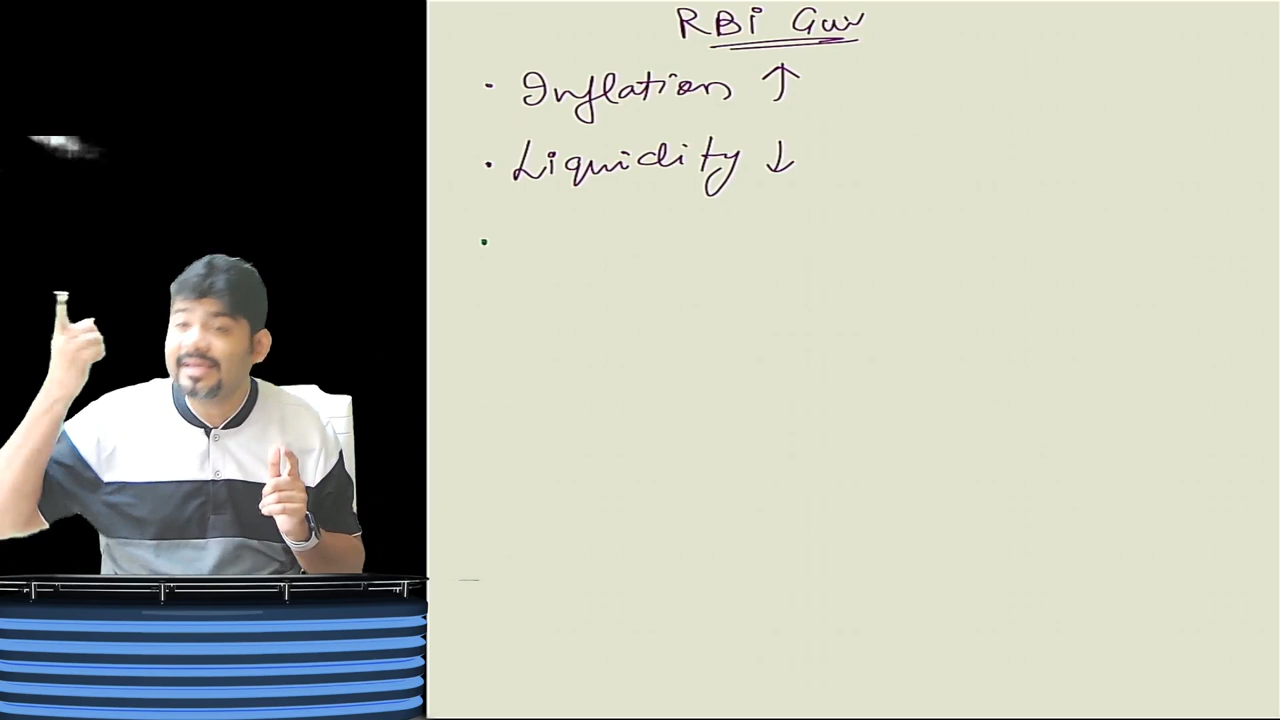 RBi Gov
• Inflation ↑
• Liquidity ↓
•